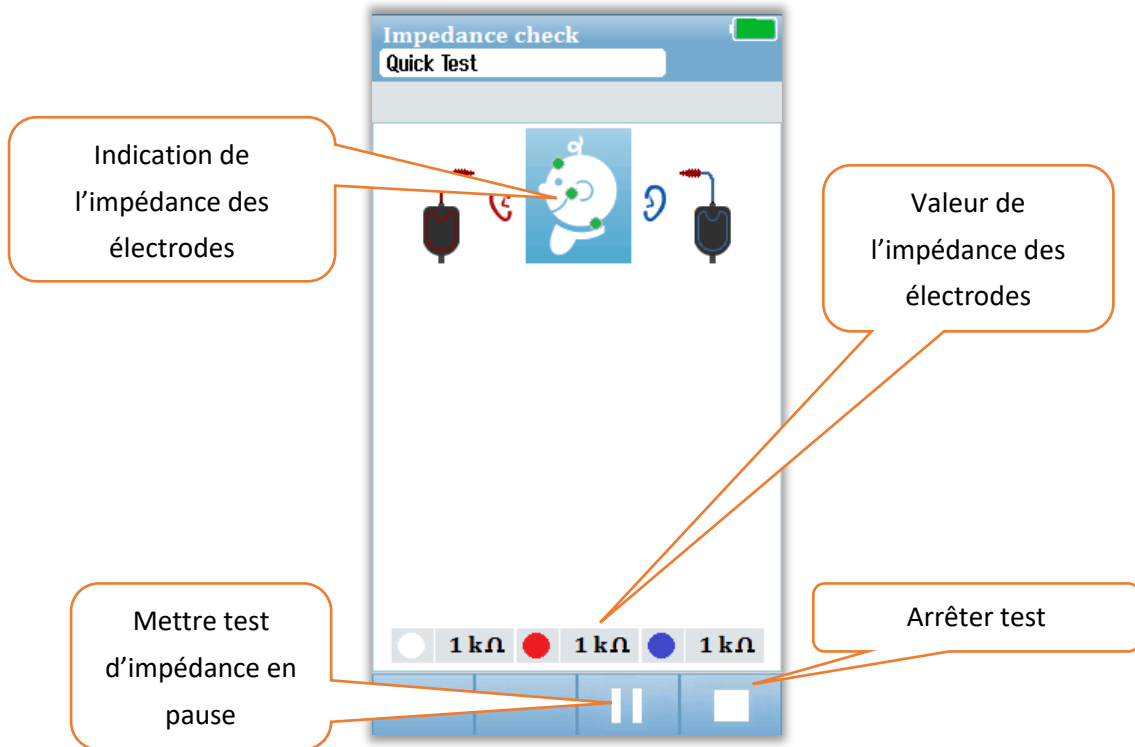 Impedance check
Quick Test
Indication de
l’impédance des
électrodes
Valeur de
l’impédance des
électrodes
Mettre test
d’impédance en
pause
1 kΩ 1 kΩ 1 kΩ
Arrêter test